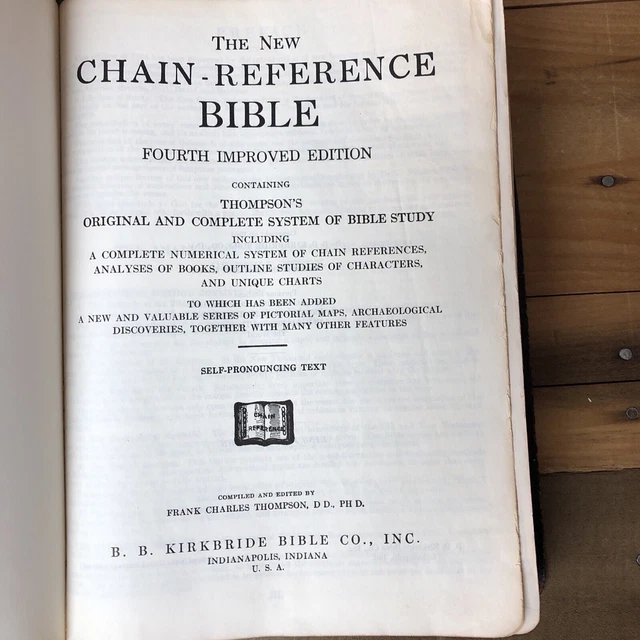 THE NEW
CHAIN-REFERENCE
BIBLE
FOURTH IMPROVED EDITION
CONTAINING
THOMPSON'S
ORIGINAL AND COMPLETE SYSTEM OF BIBLE STUDY
INCLUDING
A COMPLETE NUMERICAL SYSTEM OF CHAIN REFERENCES,
ANALYSES OF BOOKS, OUTLINE STUDIES OF CHARACTERS,
AND UNIQUE CHARTS
TO WHICH HAS BEEN ADDED
A NEW AND VALUABLE SERIES OF PICTORIAL MAPS, ARCHAEOLOGICAL
DISCOVERIES, TOGETHER WITH MANY OTHER FEATURES
SELF-PRONOUNCING TEXT
CHAIN
REFERENCE
COMPILED AND EDITED BY
FRANK CHARLES THOMPSON, D D., PH D.
B. B. KIRKBRIDE BIBLE CO., INC.
INDIANAPOLIS, INDIANA
U. S. A.